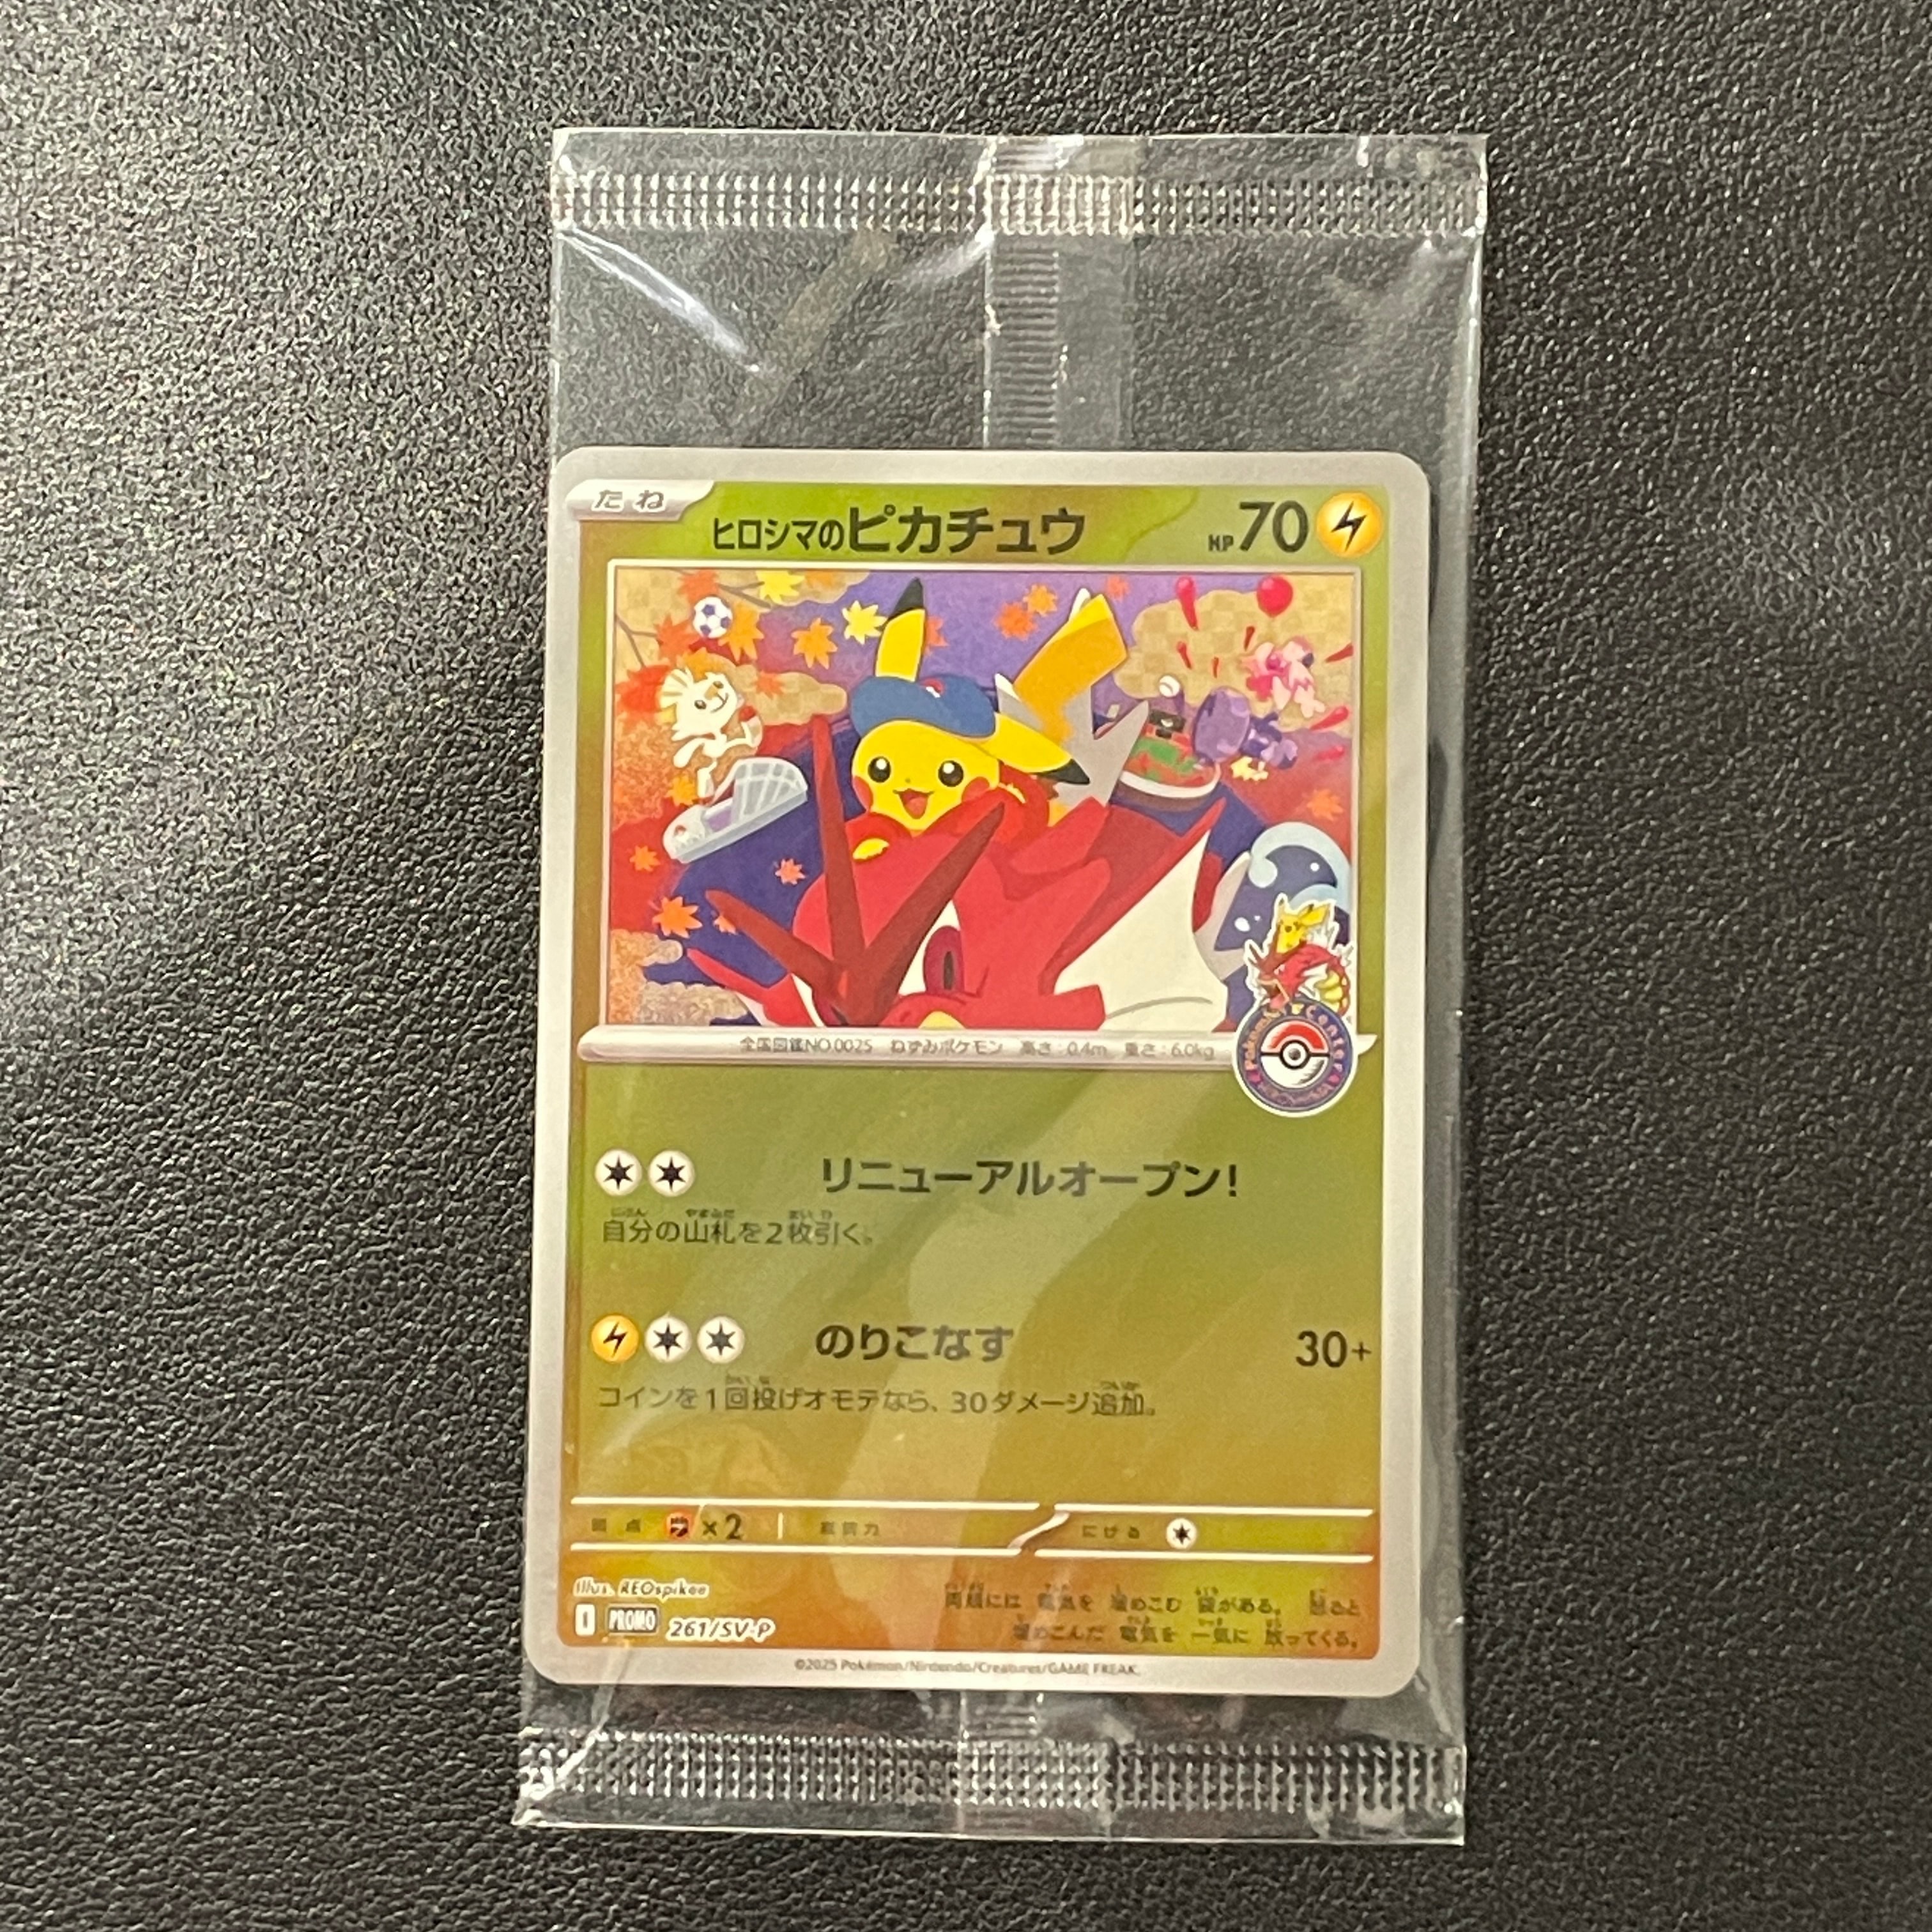 たね
ヒロシマのピカチュウ HP70
全国図鑑NO.0025 ねずみポケモン 高さ:0.4m 重さ:6.0kg
Pokémon Center
リニューアルオープン!
自分の山札を2枚引く。
のりこなす 30+
コインを1回投げオモテなら、30ダメージ追加。
弱点 ×2 抵抗力 にげる
Illus. REOspikee
両頬には 電気を 溜めこむ 袋がある。 怒ると
I PROMO 261/SV-P
溜めこんだ 電気を 一気に 放ってくる。
©2025 Pokémon/Nintendo/Creatures/GAME FREAK.